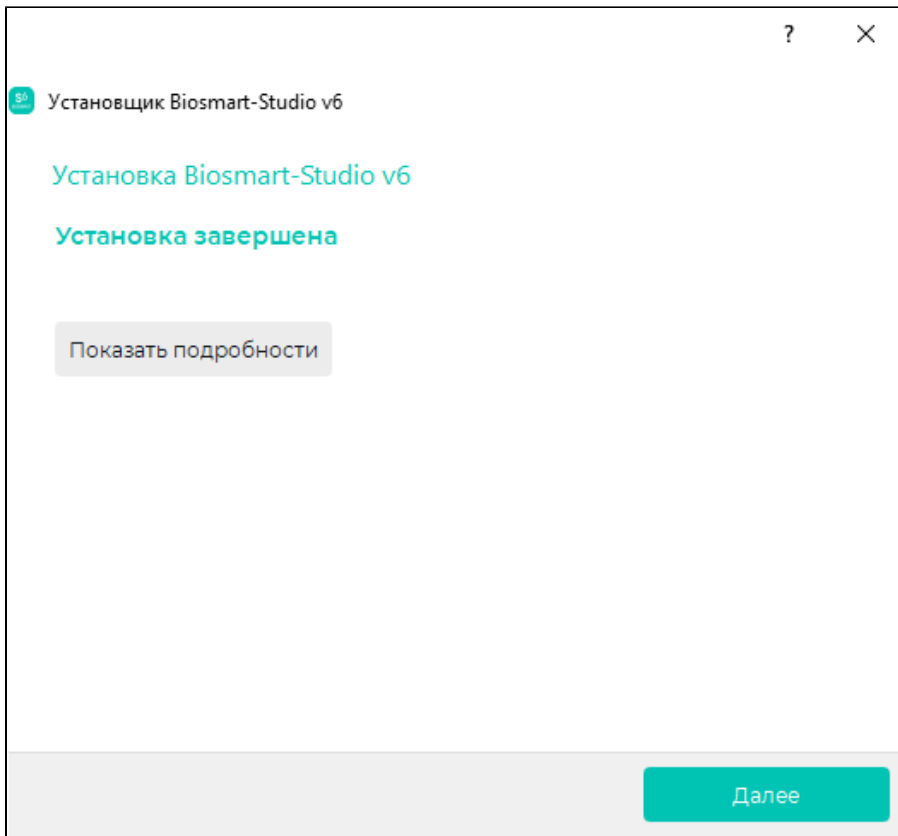 ?
Установщик Biosmart-Studio v6
Установка Biosmart-Studio v6
Установка завершена
Показать подробности
Далее